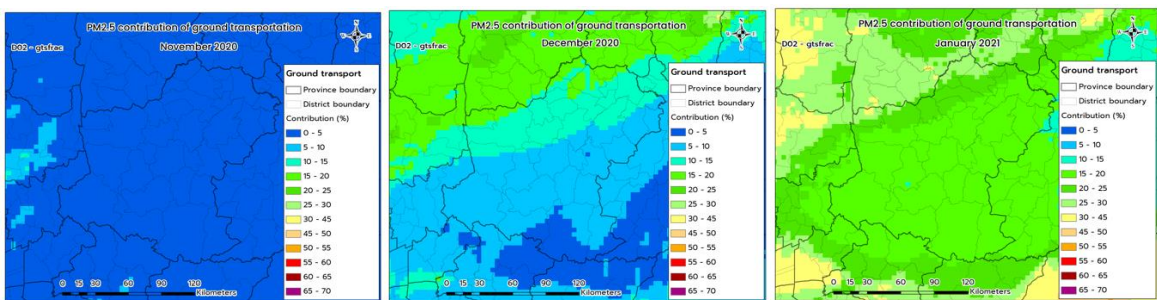 PM2.5 contribution of ground transportation
November 2020
D02 - gtsfrac
N
W E
S
Ground transport
Province boundary
District boundary
Contribution (%)
0 - 5
5 - 10
10 - 15
15 - 20
20 - 25
25 - 30
30 - 45
45 - 50
50 - 55
55 - 60
60 - 65
65 - 70
0 15 30 60 90 120
Kilometers
PM2.5 contribution of ground transportation
December 2020
D02 - gtsfrac
N
W E
S
Ground transport
Province boundary
District boundary
Contribution (%)
0 - 5
5 - 10
10 - 15
15 - 20
20 - 25
25 - 30
30 - 45
45 - 50
50 - 55
55 - 60
60 - 65
65 - 70
0 15 30 60 90 120
Kilometers
PM2.5 contribution of ground transportation
January 2021
D02 - gtsfrac
N
W E
S
Ground transport
Province boundary
District boundary
Contribution (%)
0 - 5
5 - 10
10 - 15
15 - 20
20 - 25
25 - 30
30 - 45
45 - 50
50 - 55
55 - 60
60 - 65
65 - 70
0 15 30 60 90 120
Kilometers